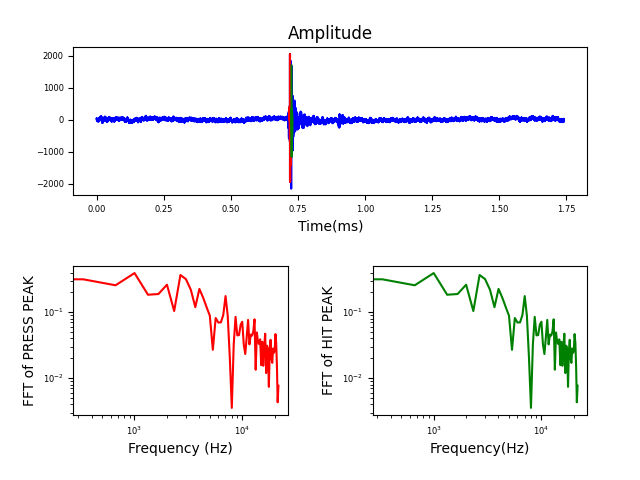 Amplitude
2000
1000
0
−1000
−2000
0.00 0.25 0.50 0.75 1.00 1.25 1.50 1.75
Time(ms)
FFT of PRESS PEAK
10⁻¹
10⁻²
10³ 10⁴
Frequency (Hz)
FFT of HIT PEAK
10⁻¹
10⁻²
10³ 10⁴
Frequency(Hz)